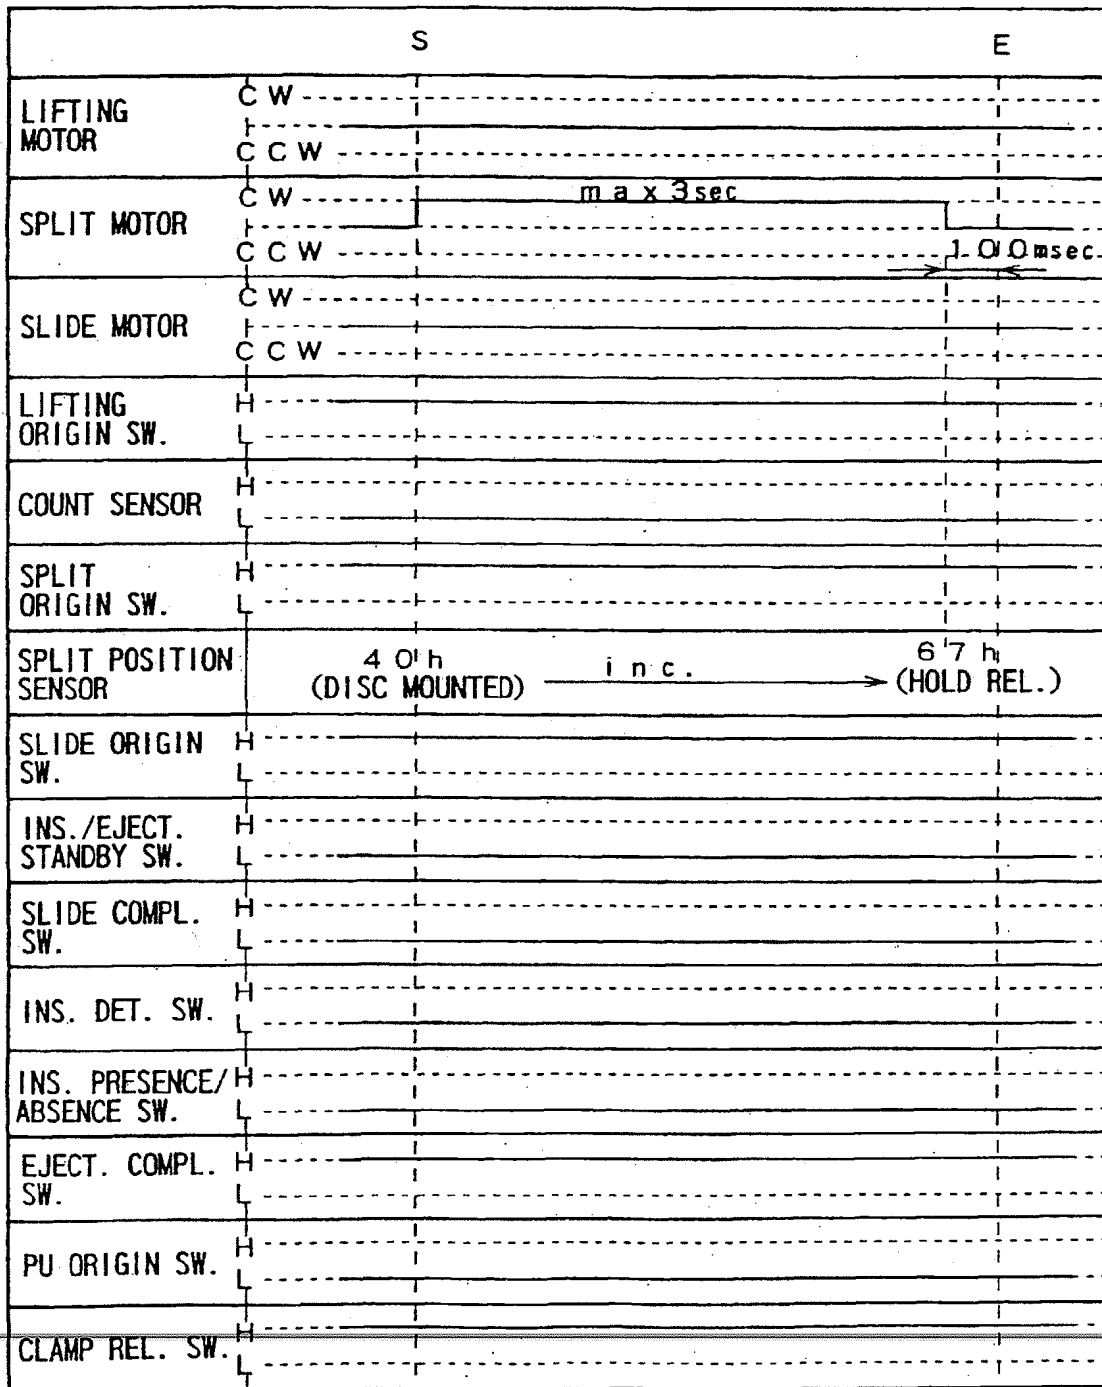 S E
LIFTING
MOTOR
CW
CCW
SPLIT MOTOR
CW
max 3sec
CCW
100msec
SLIDE MOTOR
CW
CCW
LIFTING
ORIGIN SW.
H
L
COUNT SENSOR
H
L
SPLIT
ORIGIN SW.
H
L
SPLIT POSITION
SENSOR
40h
(DISC MOUNTED)
inc.
67h
(HOLD REL.)
SLIDE ORIGIN
SW.
H
L
INS./EJECT.
STANDBY SW.
H
L
SLIDE COMPL.
SW.
H
L
INS. DET. SW.
H
L
INS. PRESENCE/
ABSENCE SW.
H
L
EJECT. COMPL.
SW.
H
L
PU ORIGIN SW.
H
L
CLAMP REL. SW.
H
L